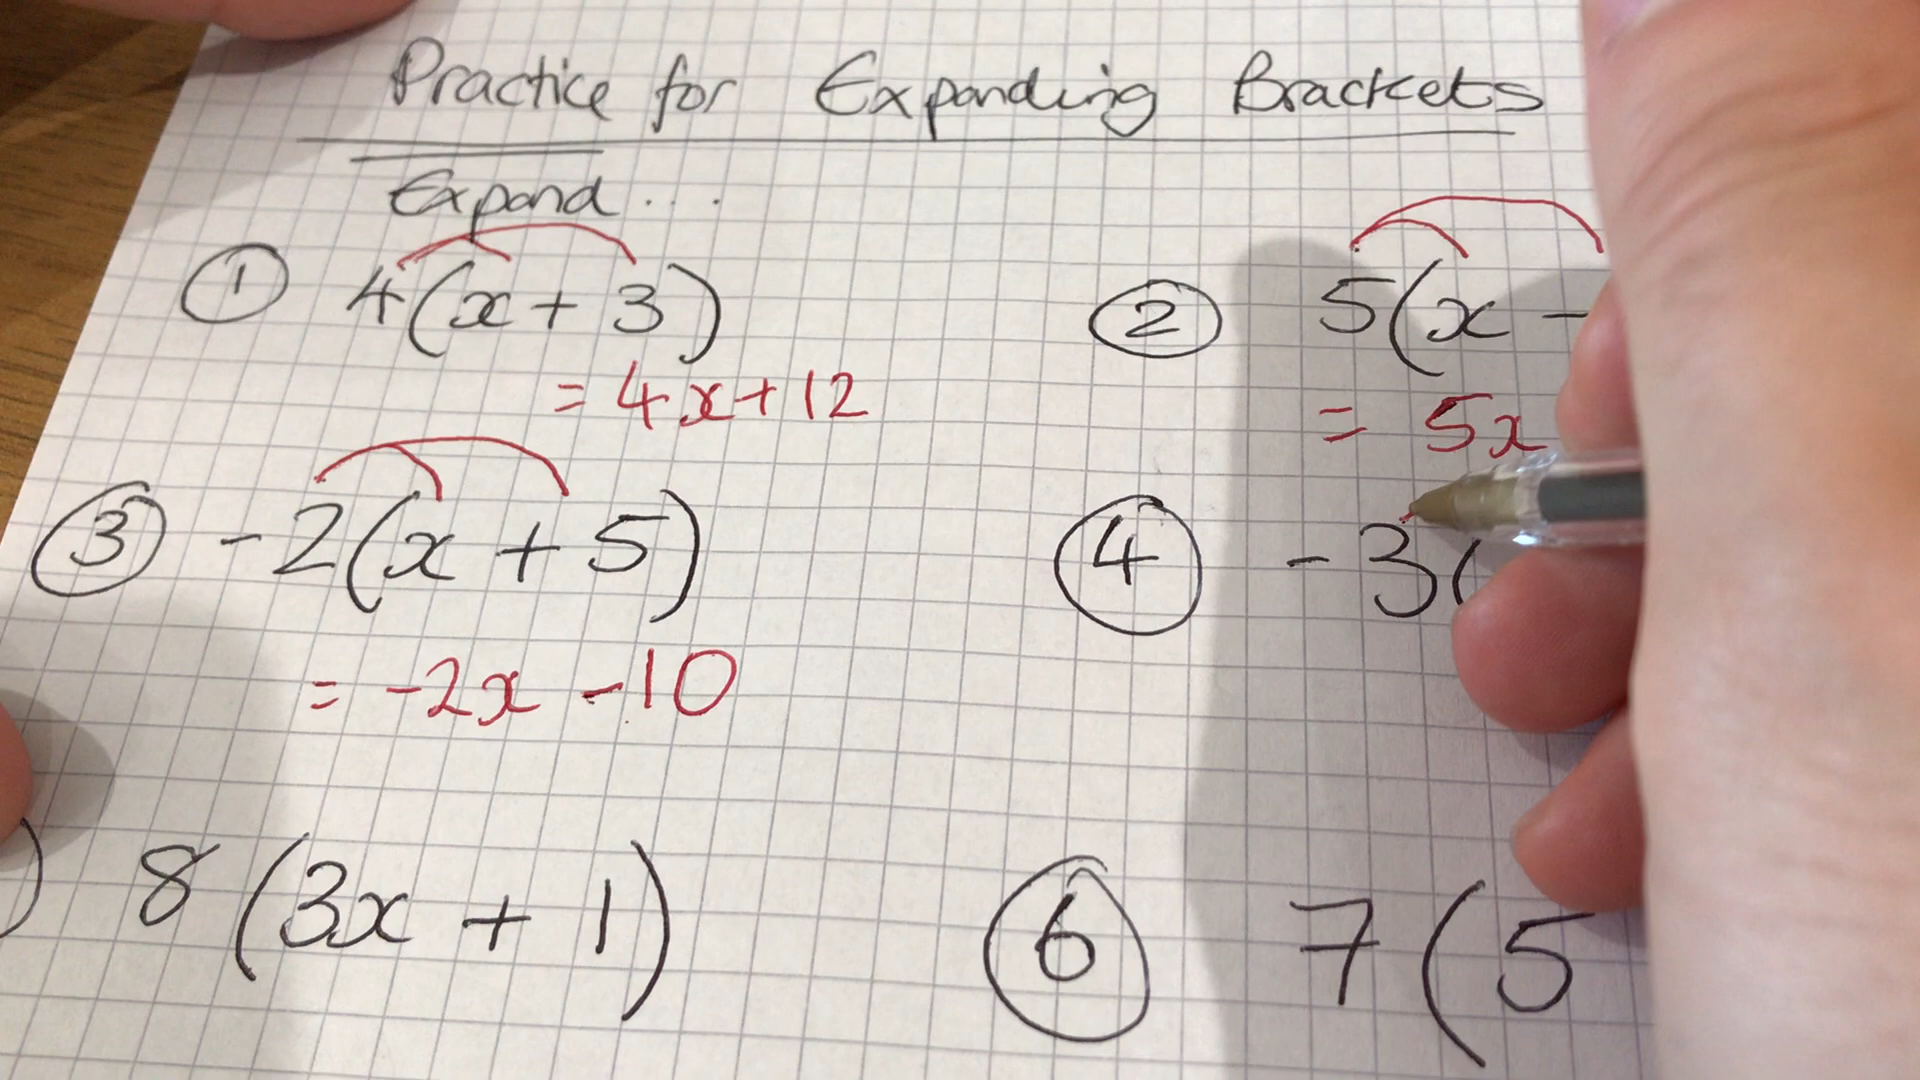 Practice for Expanding Brackets
Expand...
① 4(x + 3)
= 4x + 12
② 5(x -
= 5x
③ -2(x + 5)
= -2x - 10
④ -3(
) 8(3x + 1)
⑥ 7(5